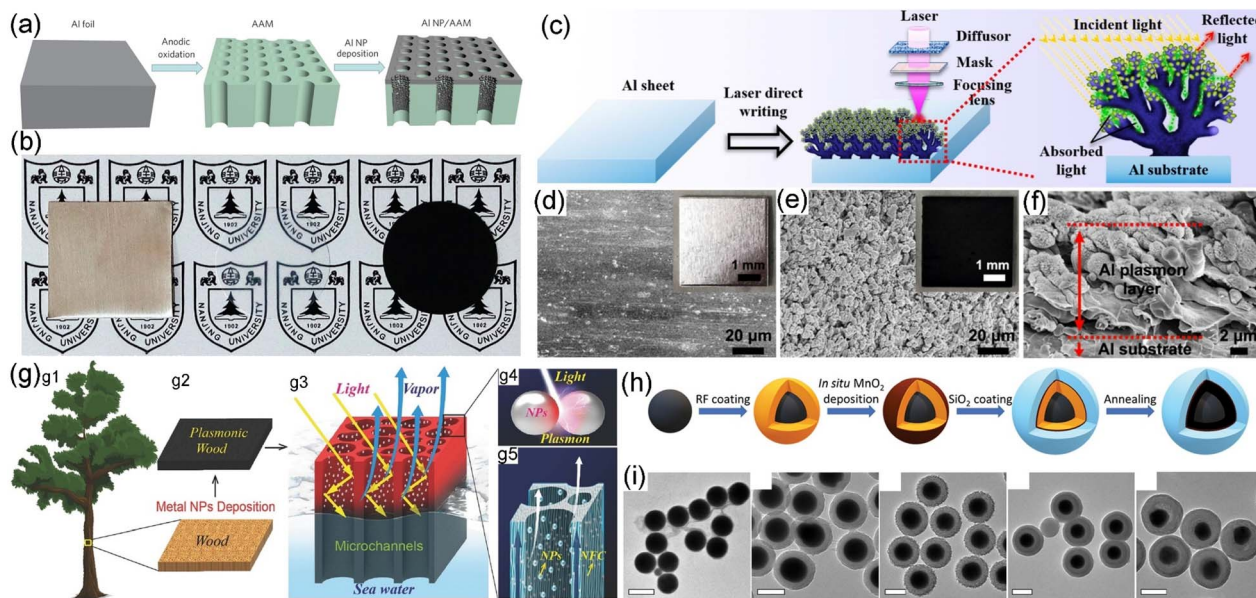 (a)
Al foil
Anodic
oxidation
AAM
Al NP
deposition
Al NP/AAM
(b)
NANJING UNIVERSITY
1902
NANJING UNIVERSITY
1902
(c)
Al sheet
Laser direct
writing
Laser
Diffusor
Mask
Focusing
lens
Incident light
Reflected
light
Absorbed
light
Al substrate
(d)
1 mm
20 μm
(e)
1 mm
20 μm
(f)
Al plasmon
layer
Al substrate
2 μm
(g)
g1
g2
Plasmonic
Wood
Metal NPs Deposition
Wood
g3
Light
Vapor
Microchannels
Sea water
g4
Light
NPs
Plasmon
g5
NPs
NFC
(h)
RF coating
In situ MnO2
deposition
SiO2 coating
Annealing
(i)